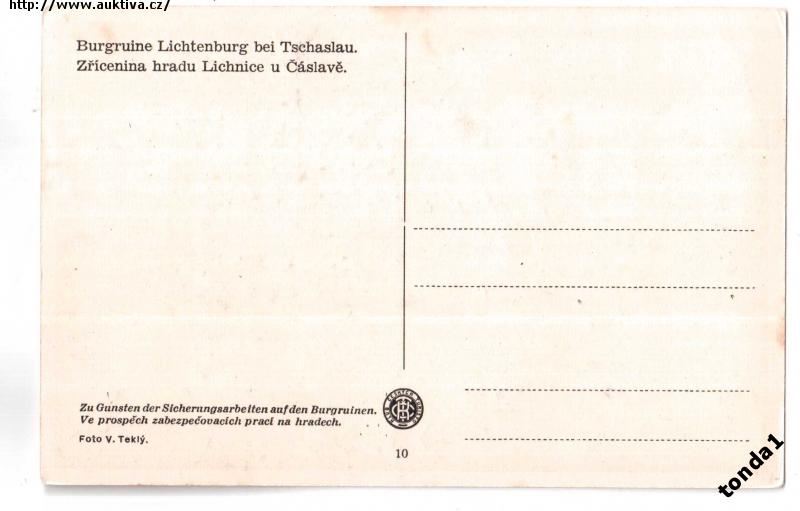 http://www.auktiva.cz/
Burgruine Lichtenburg bei Tschaslau.
Zřícenina hradu Lichnice u Čáslavě.
Zu Gunsten der Sicherungsarbeiten auf den Burgruinen.
Ve prospěch zabezpečovacích prací na hradech.
Foto V. Teklý.
10
tonda1